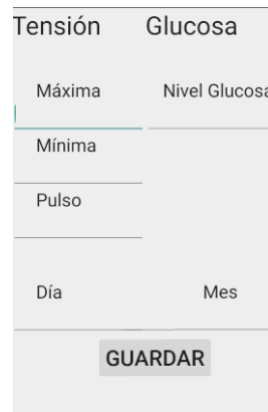 Tensión Glucosa
Máxima Nivel Glucosa
Mínima
Pulso
Día Mes
GUARDAR